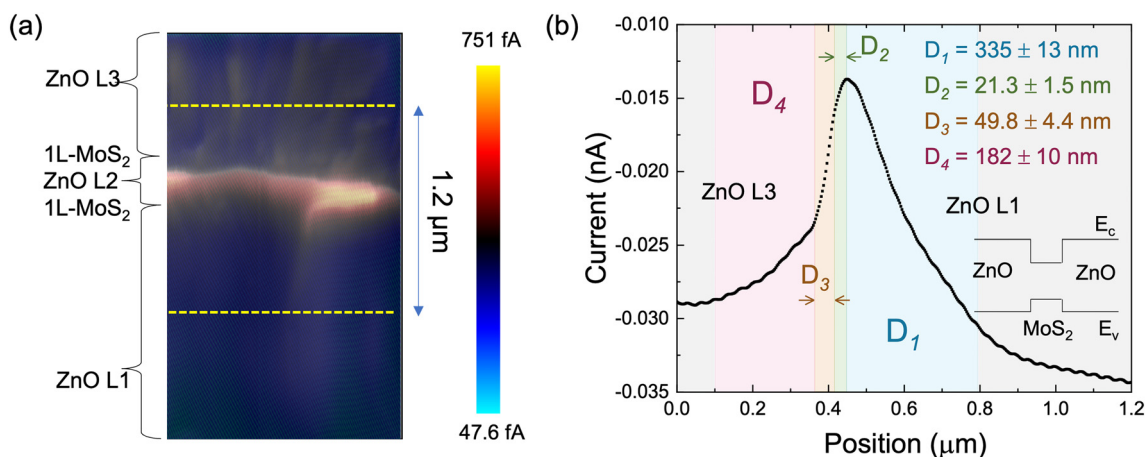 (a)
ZnO L3
1L-MoS₂
ZnO L2
1L-MoS₂
ZnO L1
1.2 μm
751 fA
47.6 fA
(b)
Current (nA)
-0.010
-0.015
-0.020
-0.025
-0.030
-0.035
D₂
D₄
D₁ = 335 ± 13 nm
D₂ = 21.3 ± 1.5 nm
D₃ = 49.8 ± 4.4 nm
D₄ = 182 ± 10 nm
ZnO L3
ZnO L1
E_c
ZnO
ZnO
D₃
MoS₂
E_v
D₁
0.0 0.2 0.4 0.6 0.8 1.0 1.2
Position (μm)